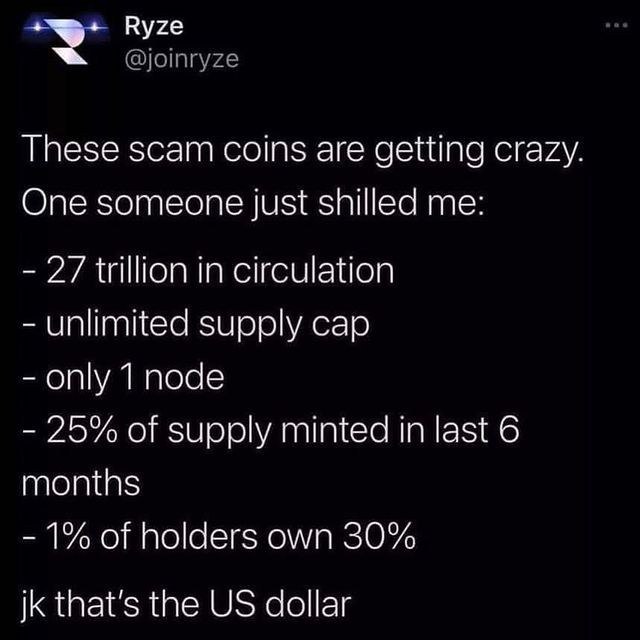 Ryze
@joinryze
These scam coins are getting crazy.
One someone just shilled me:
- 27 trillion in circulation
- unlimited supply cap
- only 1 node
- 25% of supply minted in last 6
months
- 1% of holders own 30%
jk that's the US dollar